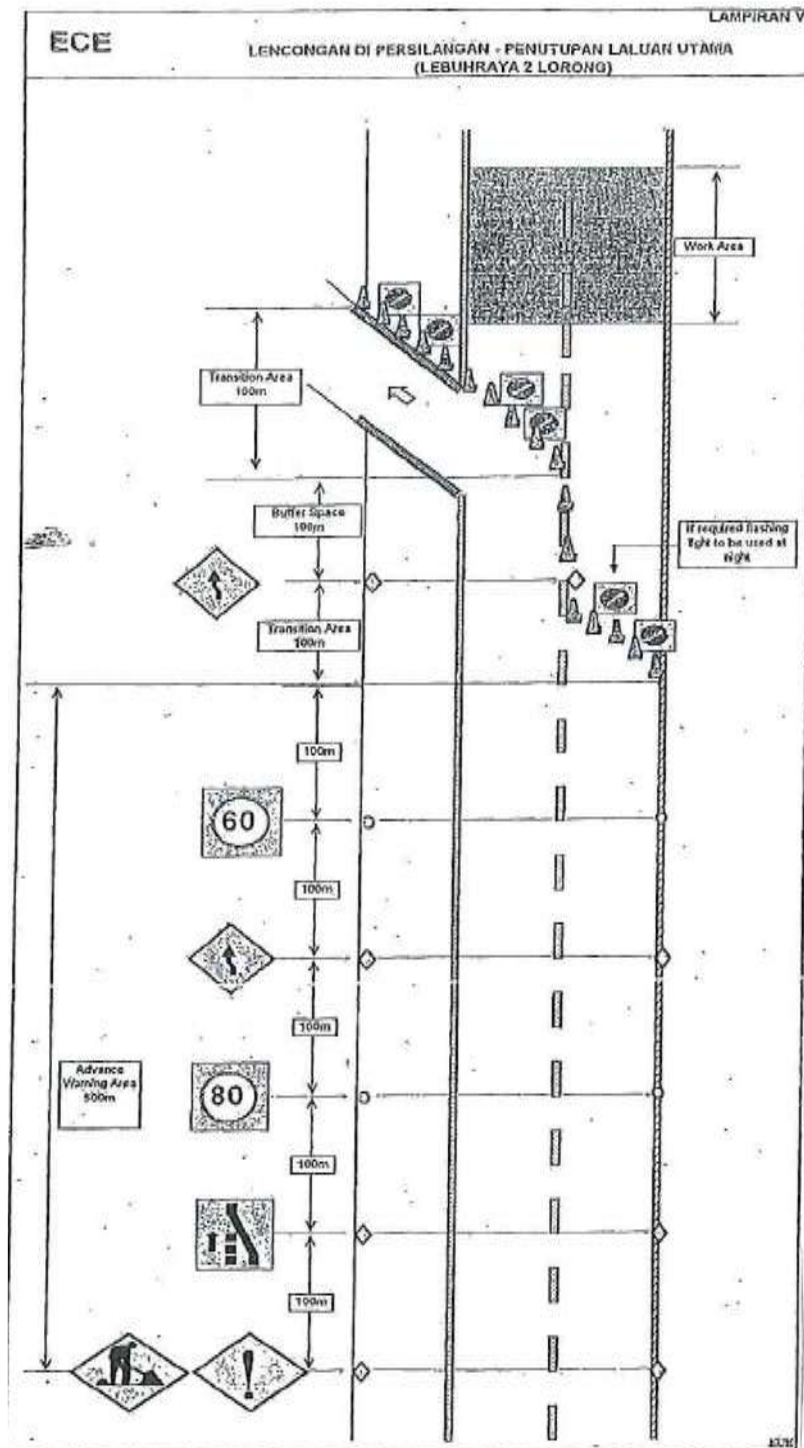 LAMPIRAN V
ECE
LENCONGAN DI PERSILANGAN - PENUTUPAN LALUAN UTAMA
(LEBUHRAYA 2 LORONG)
Work Area
Transition Area
100m
Buffer Space
100m
If required flashing
light to be used at
night
Transition Area
100m
100m
60
100m
100m
Advance
Warning Area
500m
80
100m
100m
!